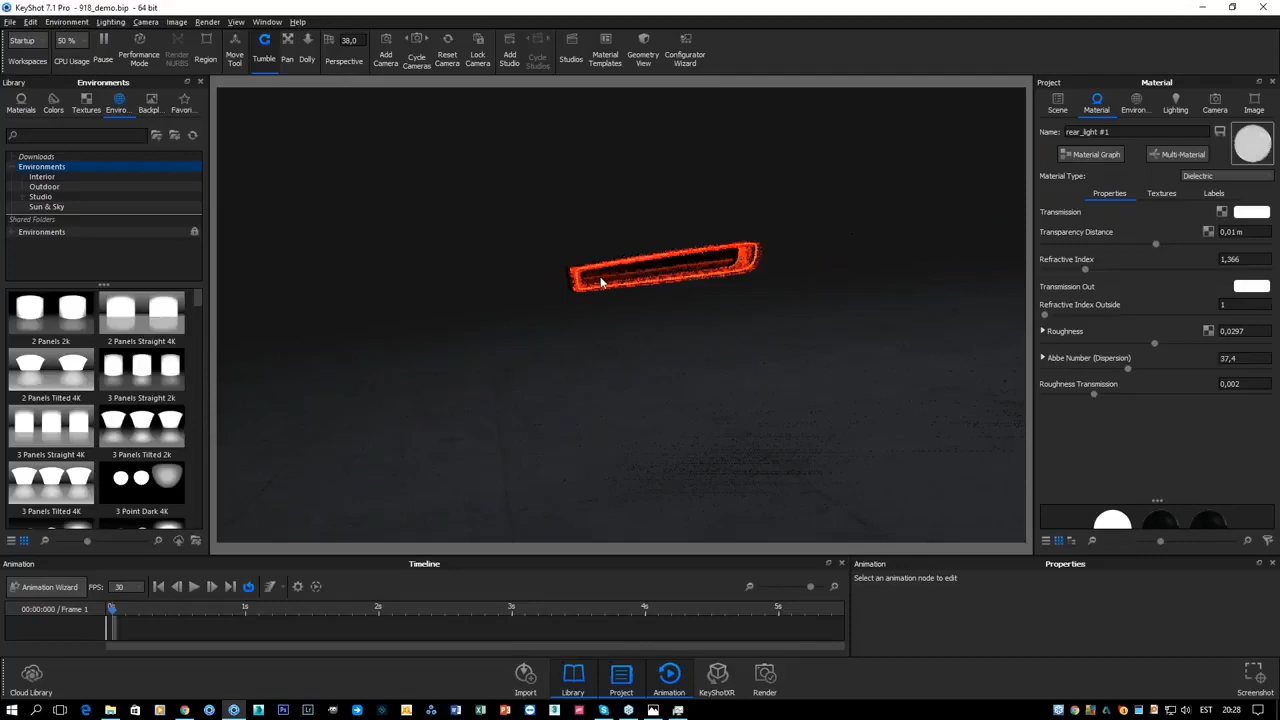 KeyShot 7.1 Pro - 918_demo.bip - 64 bit
File Edit Environment Lighting Camera Image Render View Window Help
Startup
Workspaces
50 %
CPU Usage
Pause
Performance
Mode
Render
NURBS
Region
Move
Tool
Tumble
Pan
Dolly
38,0
Perspective
Add
Camera
Cycle
Cameras
Reset
Camera
Lock
Camera
Add
Studio
Cycle
Studios
Studios
Material
Templates
Geometry
View
Configurator
Wizard
Library
Environments
Materials Colors Textures Enviro... Backpl... Favori...
Downloads
Environments
Interior
Outdoor
Studio
Sun & Sky
Shared Folders
Environments
2 Panels 2k
2 Panels Straight 4K
2 Panels Tilted 4K
3 Panels Straight 2k
3 Panels Straight 4K
3 Panels Tilted 2k
3 Panels Tilted 4K
3 Point Dark 4K
Project
Material
Scene Material Environ... Lighting Camera Image
Name: rear_light #1
Material Graph
Multi-Material
Material Type: Dielectric
Properties Textures Labels
Transmission
Transparency Distance 0,01 m
Refractive Index 1,366
Transmission Out
Refractive Index Outside 1
Roughness 0,0297
Abbe Number (Dispersion) 37,4
Roughness Transmission 0,002
Animation
Timeline
Animation Wizard
FPS: 30
00:00:000 / Frame 1
0s 1s 2s 3s 4s 5s
Animation
Properties
Select an animation node to edit
Cloud Library
Import
Library
Project
Animation
KeyShotXR
Render
Screenshot
EST 20:28